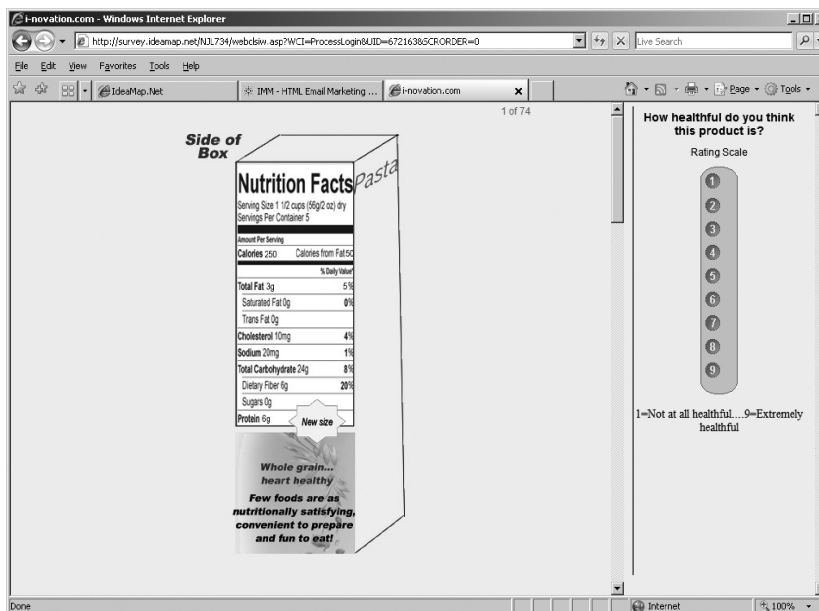 i-novation.com - Windows Internet Explorer
http://survey.ideamap.net/NJL734/webclsiw.asp?WCI=ProcessLogin&UID=672163&SCRORDER=0
Live Search
File Edit View Favorites Tools Help
IdeaMap.Net
IMM - HTML Email Marketing ...
i-novation.com
Page
Tools
1 of 74
Side of
Box
Pasta
Nutrition Facts
Serving Size 1 1/2 cups (56g/2 oz) dry
Servings Per Container 5
Amount Per Serving
Calories 250 Calories from Fat 50
% Daily Value*
Total Fat 3g 5%
Saturated Fat 0g 0%
Trans Fat 0g
Cholesterol 10mg 4%
Sodium 20mg 1%
Total Carbohydrate 24g 8%
Dietary Fiber 6g 20%
Sugars 0g
Protein 6g
New size
Whole grain...
heart healthy
Few foods are as
nutritionally satisfying,
convenient to prepare
and fun to eat!
How healthful do you think
this product is?
Rating Scale
1
2
3
4
5
6
7
8
9
1=Not at all healthful....9=Extremely
healthful
Done
Internet
100%